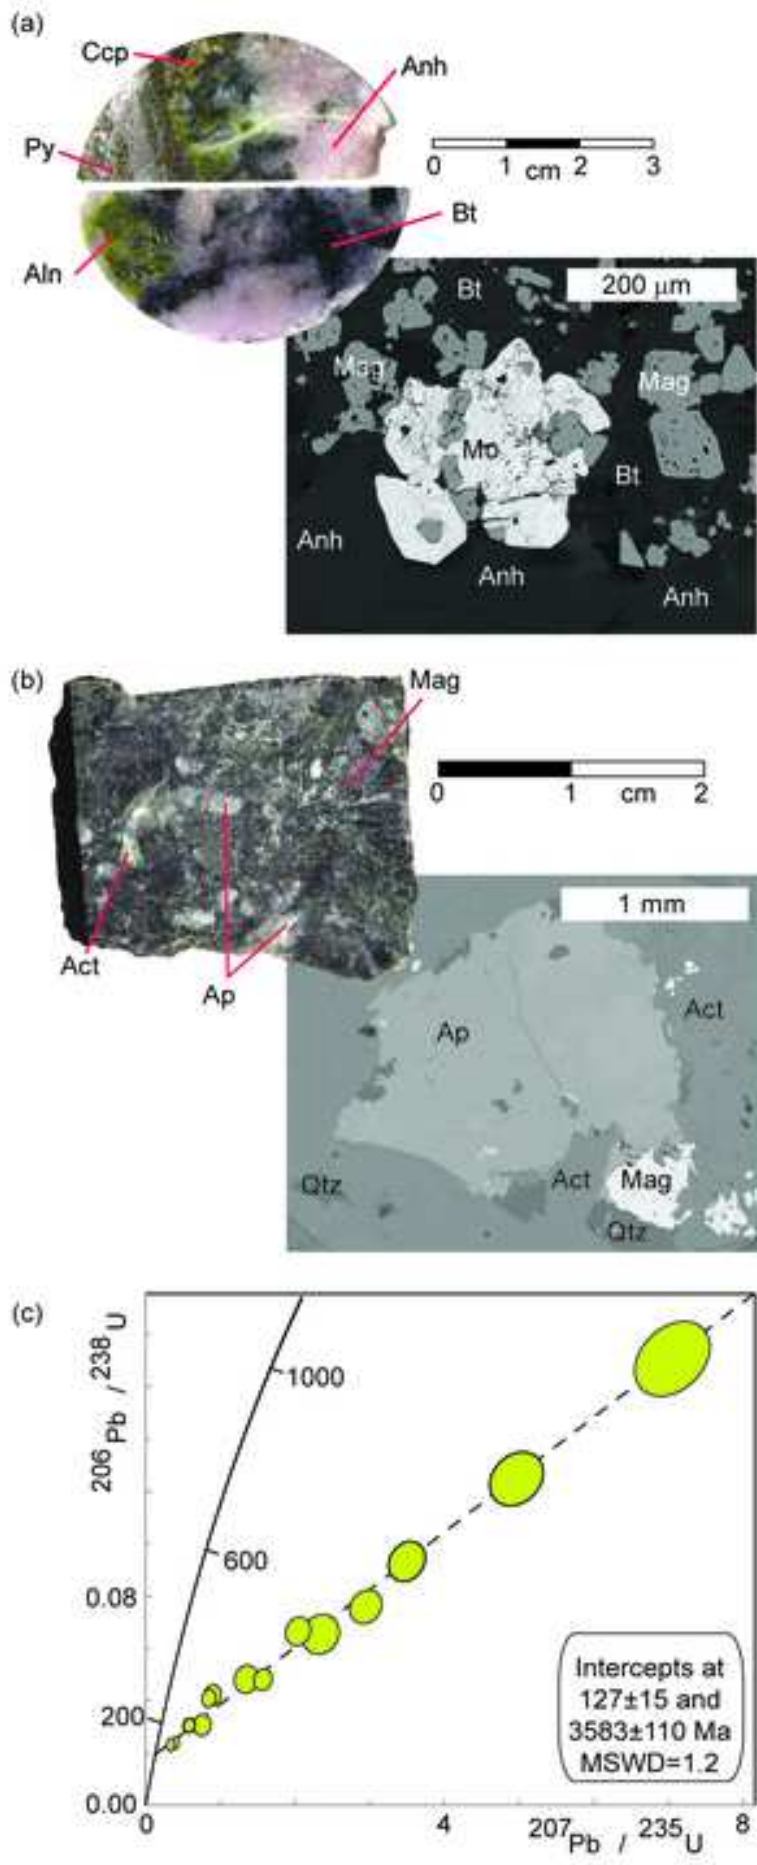 (a)
Ccp
Anh
Py
0 1 cm 2 3
Bt
Aln
Bt
200 µm
Mag
Mag
Mo
Bt
Anh
Anh
Anh
(b)
Mag
0 1 cm 2
Act
Ap
1 mm
Ap
Act
Qtz
Act
Mag
Qtz
(c)
206Pb / 238U
1000
600
0.08
200
0.00
0 4 8
207Pb / 235U
Intercepts at
127±15 and
3583±110 Ma
MSWD=1.2